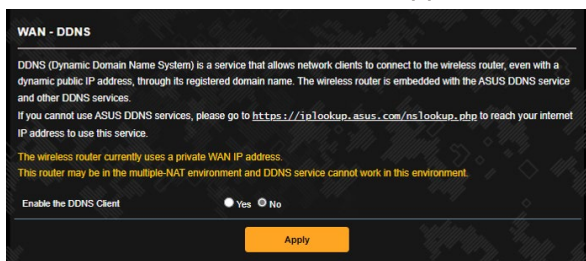 WAN - DDNS
DDNS (Dynamic Domain Name System) is a service that allows network clients to connect to the wireless router, even with a
dynamic public IP address, through its registered domain name. The wireless router is embedded with the ASUS DDNS service
and other DDNS services.
If you cannot use ASUS DDNS services, please go to https://iplookup.asus.com/nslookup.php to reach your internet
IP address to use this service.
The wireless router currently uses a private WAN IP address.
This router may be in the multiple-NAT environment and DDNS service cannot work in this environment.
Enable the DDNS Client Yes No
Apply